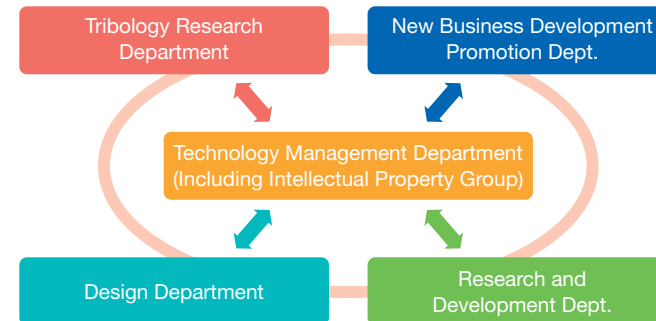 Tribology Research
Department
New Business Development
Promotion Dept.
Technology Management Department
(Including Intellectual Property Group)
Design Department
Research and
Development Dept.